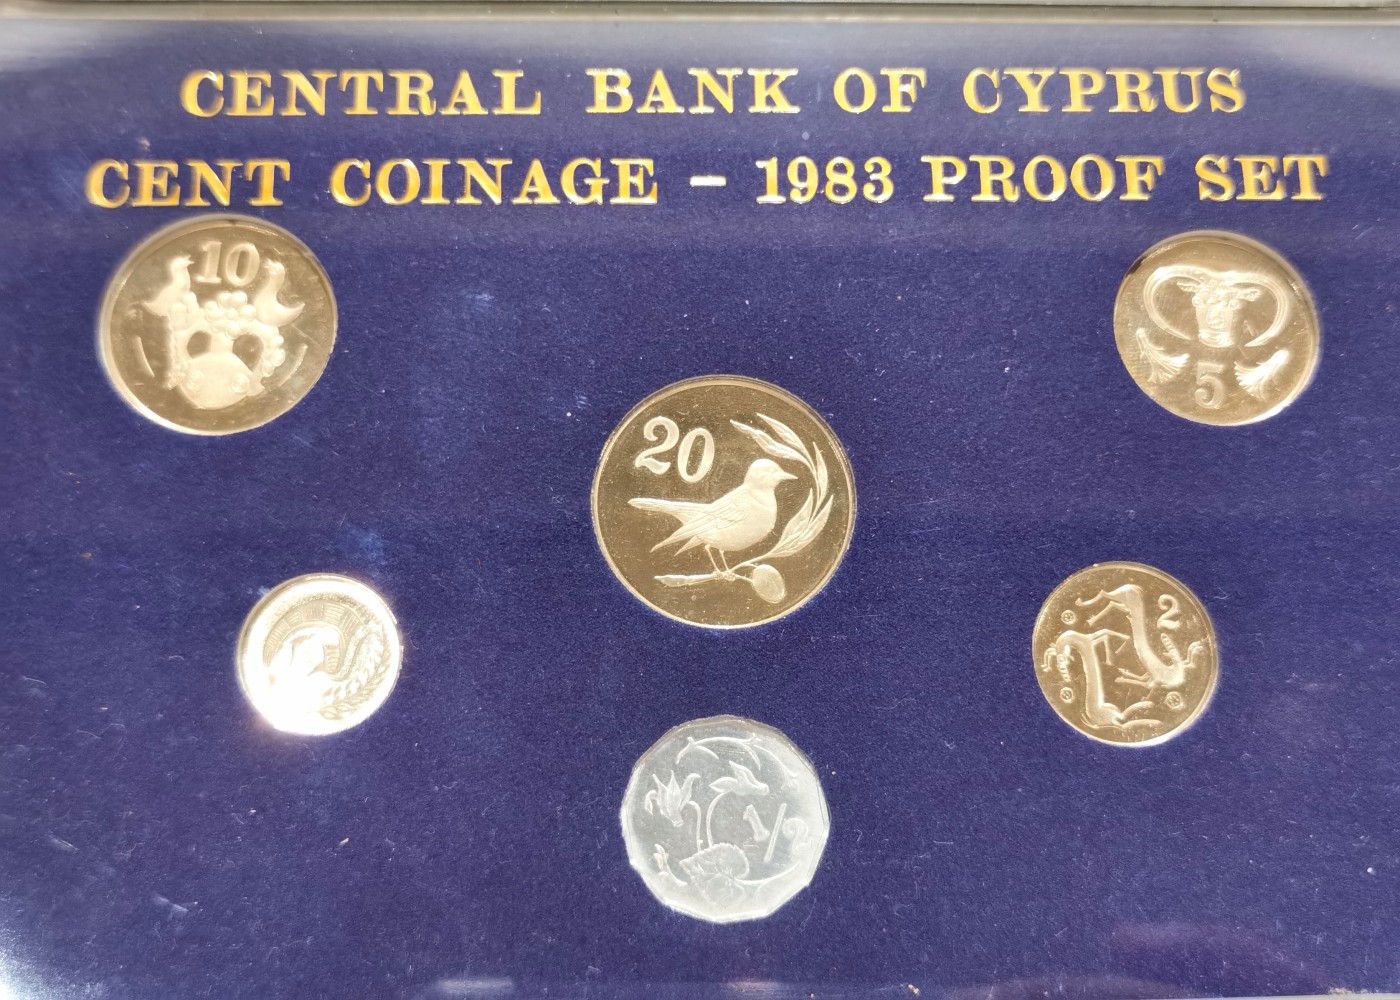 CENTRAL BANK OF CYPRUS
CENT COINAGE – 1983 PROOF SET
10
5
20
2
1/2